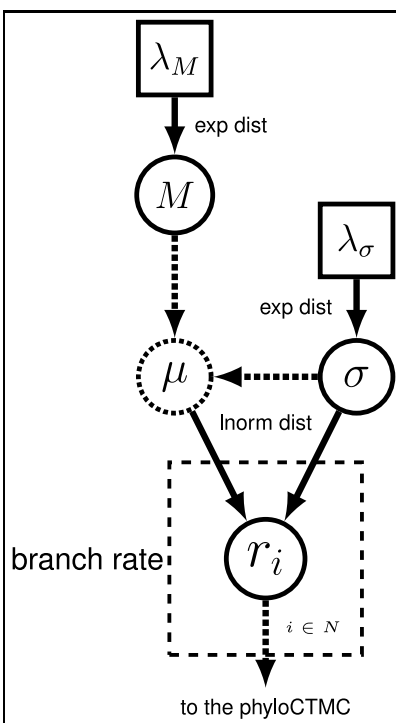 λ_M
exp dist
M
λ_σ
exp dist
μ
σ
lnorm dist
branch rate
r_i
i ∈ N
to the phyloCTMC